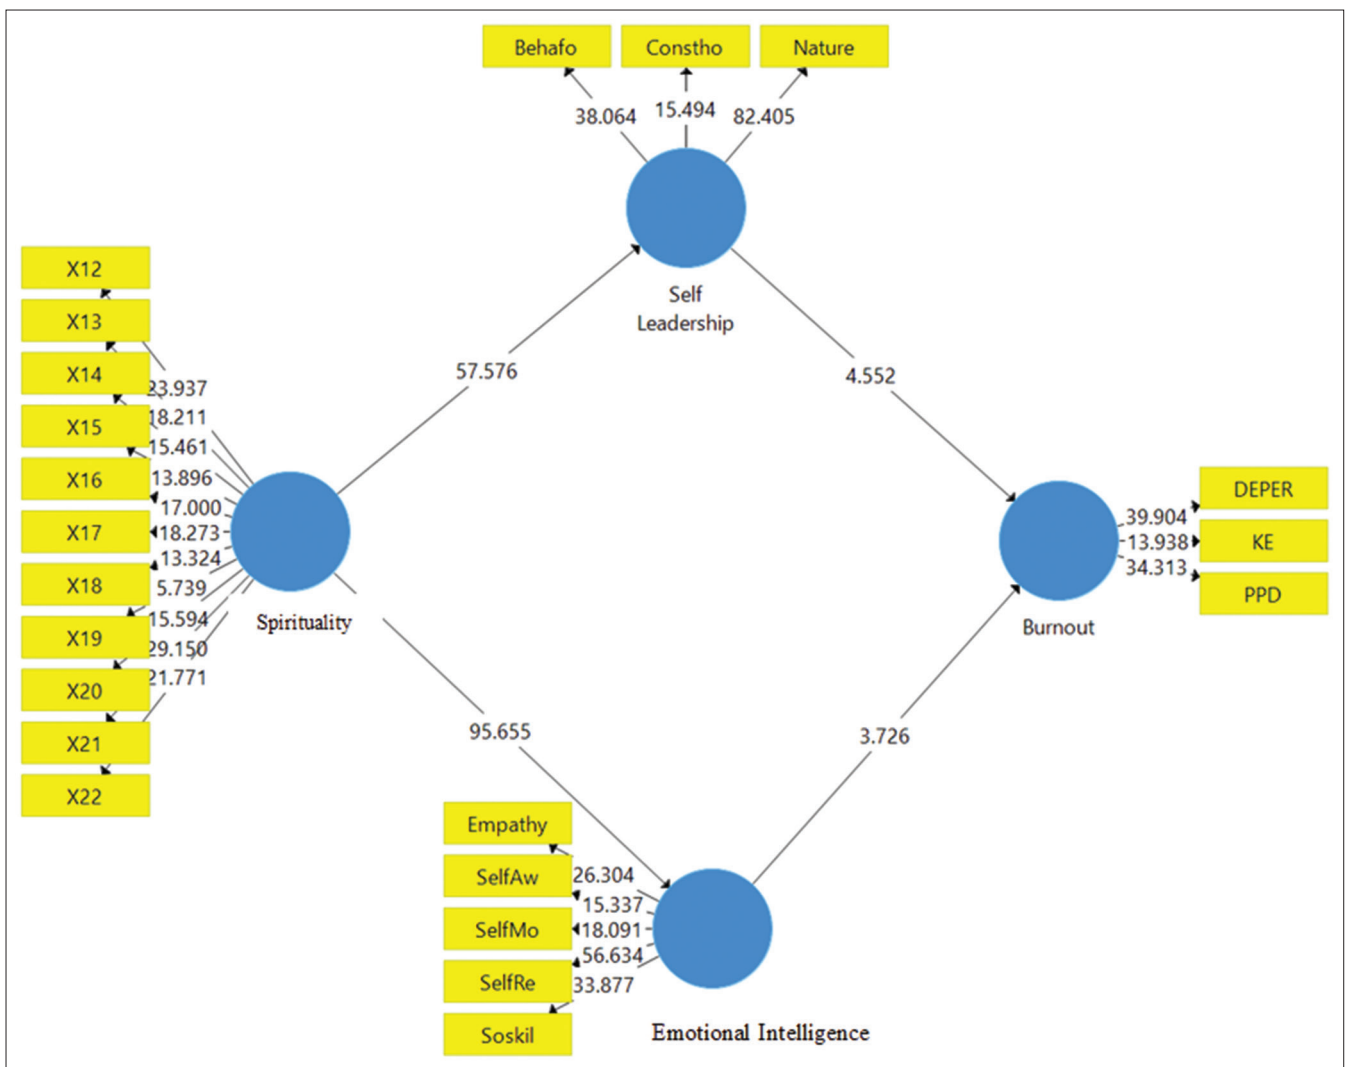 Behafo
Constho
Nature
38.064
15.494
82.405
Self
Leadership
X12
X13
X14
X15
X16
X17
X18
X19
X20
X21
X22
23.937
18.211
15.461
13.896
17.000
18.273
13.324
5.739
15.594
29.150
21.771
Spirituality
57.576
4.552
95.655
3.726
39.904
13.938
34.313
DEPER
KE
PPD
Burnout
Empathy
SelfAw
SelfMo
SelfRe
Soskil
26.304
15.337
18.091
56.634
33.877
Emotional Intelligence